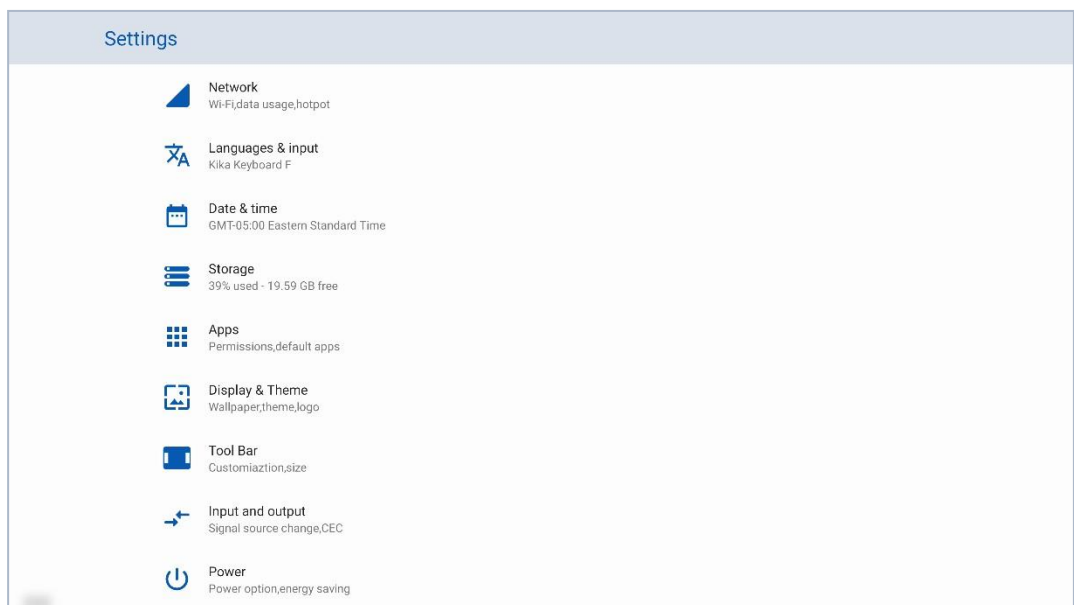 Settings
Network
Wi-Fi,data usage,hotpot
Languages & input
Kika Keyboard F
Date & time
GMT-05:00 Eastern Standard Time
Storage
39% used - 19.59 GB free
Apps
Permissions,default apps
Display & Theme
Wallpaper,theme,logo
Tool Bar
Customiaztion,size
Input and output
Signal source change,CEC
Power
Power option,energy saving